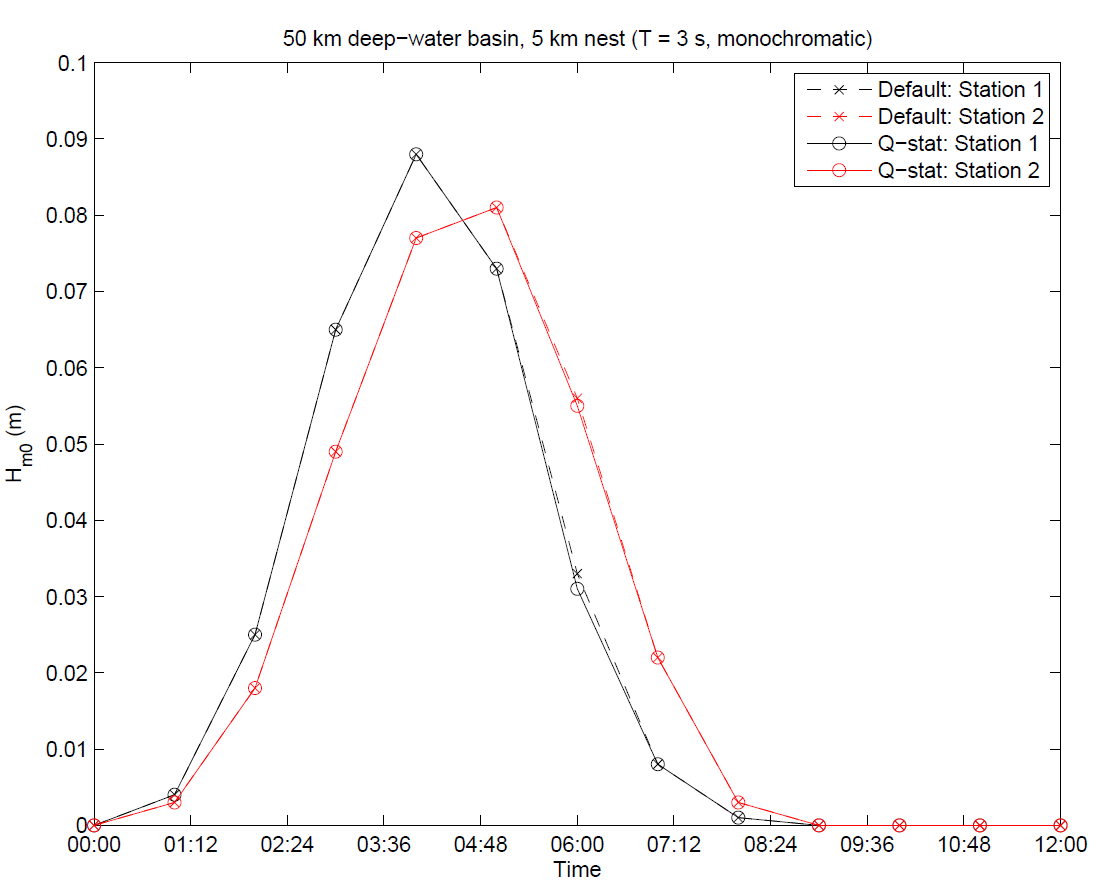 50 km deep−water basin, 5 km nest (T = 3 s, monochromatic)
Default: Station 1
Default: Station 2
Q−stat: Station 1
Q−stat: Station 2
0.1
0.09
0.08
0.07
0.06
0.05
0.04
0.03
0.02
0.01
0
Hm0 (m)
00:00 01:12 02:24 03:36 04:48 06:00 07:12 08:24 09:36 10:48 12:00
Time